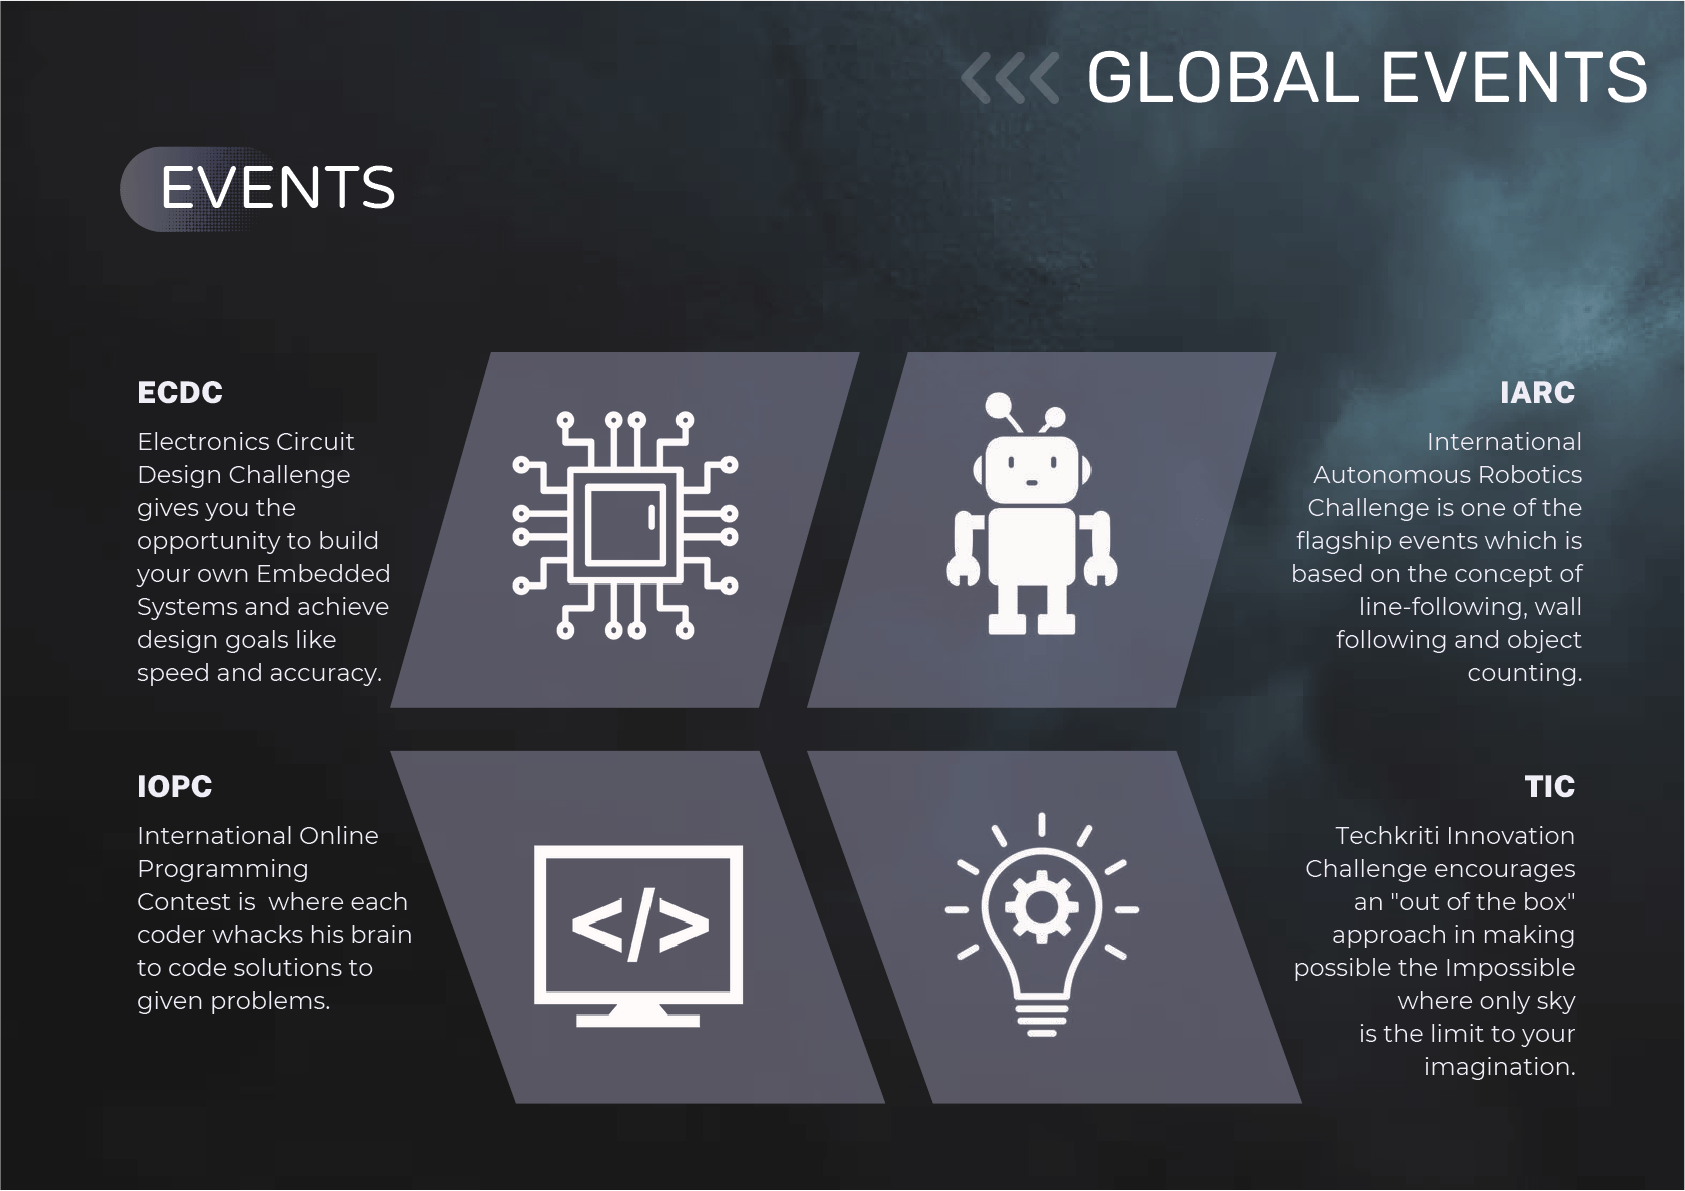 GLOBAL EVENTS
EVENTS
ECDC
Electronics Circuit
Design Challenge
gives you the
opportunity to build
your own Embedded
Systems and achieve
design goals like
speed and accuracy.
IARC
International
Autonomous Robotics
Challenge is one of the
flagship events which is
based on the concept of
line-following, wall
following and object
counting.
IOPC
International Online
Programming
Contest is  where each
coder whacks his brain
to code solutions to
given problems.
</>
TIC
Techkriti Innovation
Challenge encourages
an "out of the box"
approach in making
possible the Impossible
where only sky
is the limit to your
imagination.